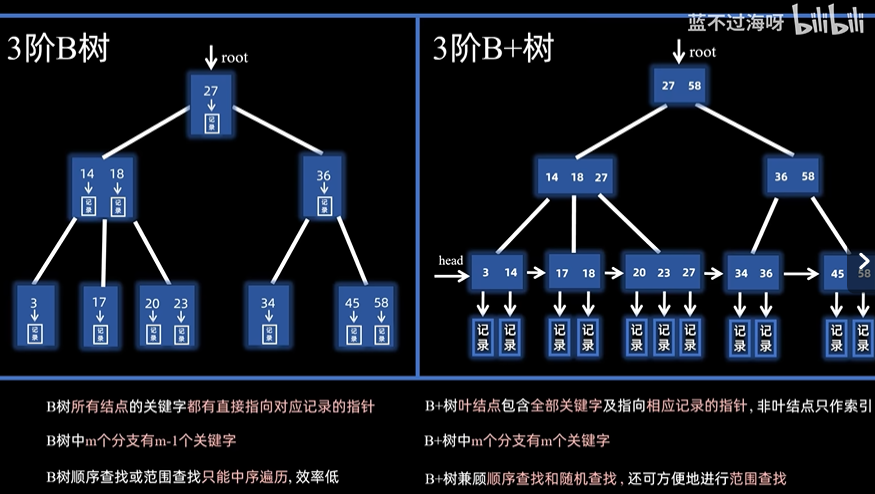 蓝不过海呀 bilibili
3阶B树
root
27
记录
14 18
记录 记录
36
记录
3
记录
17
记录
20 23
记录 记录
34
记录
45 58
记录 记录
B树所有结点的关键字都有直接指向对应记录的指针
B树中m个分支有m-1个关键字
B树顺序查找或范围查找只能中序遍历, 效率低
3阶B+树
root
27 58
14 18 27
36 58
head
3 14
17 18
20 23 27
34 36
45 58
记录 记录
记录 记录
记录 记录 记录
记录 记录
记录 记录
B+树叶结点包含全部关键字及指向相应记录的指针, 非叶结点只作索引
B+树中m个分支有m个关键字
B+树兼顾顺序查找和随机查找, 还可方便地进行范围查找